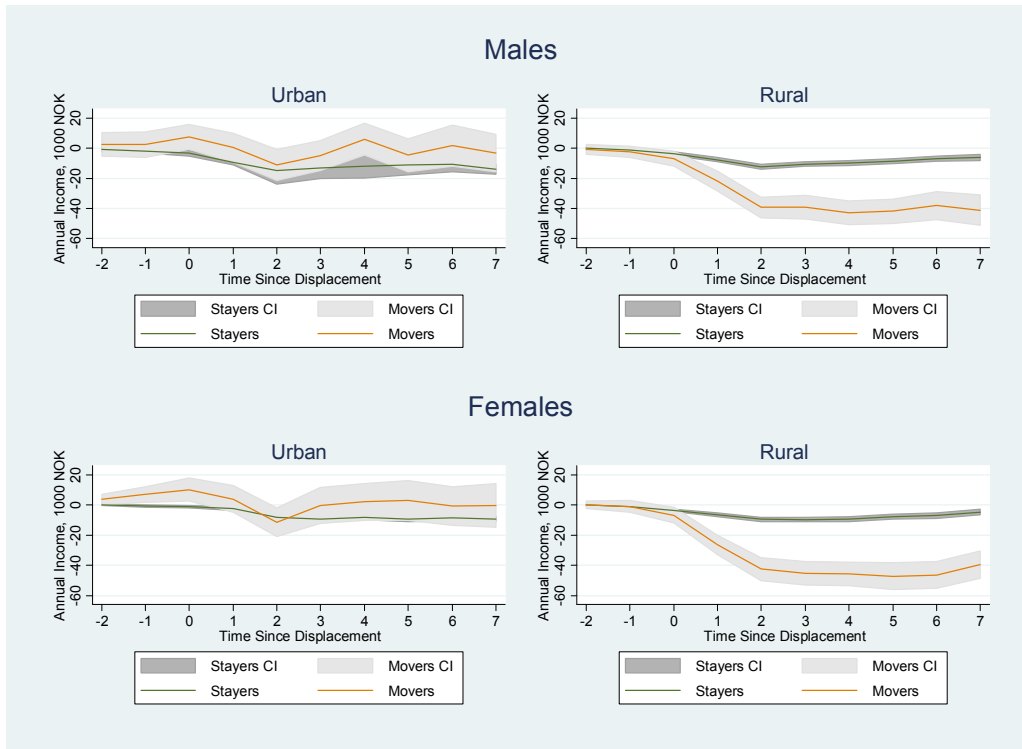 Males
Urban
Annual Income, 1000 NOK
20
0
-20
-40
-60
-2 -1 0 1 2 3 4 5 6 7
Time Since Displacement
Stayers CI Movers CI
Stayers Movers
Rural
Annual Income, 1000 NOK
20
0
-20
-40
-60
-2 -1 0 1 2 3 4 5 6 7
Time Since Displacement
Stayers CI Movers CI
Stayers Movers
Females
Urban
Annual Income, 1000 NOK
20
0
-20
-40
-60
-2 -1 0 1 2 3 4 5 6 7
Time Since Displacement
Stayers CI Movers CI
Stayers Movers
Rural
Annual Income, 1000 NOK
20
0
-20
-40
-60
-2 -1 0 1 2 3 4 5 6 7
Time Since Displacement
Stayers CI Movers CI
Stayers Movers